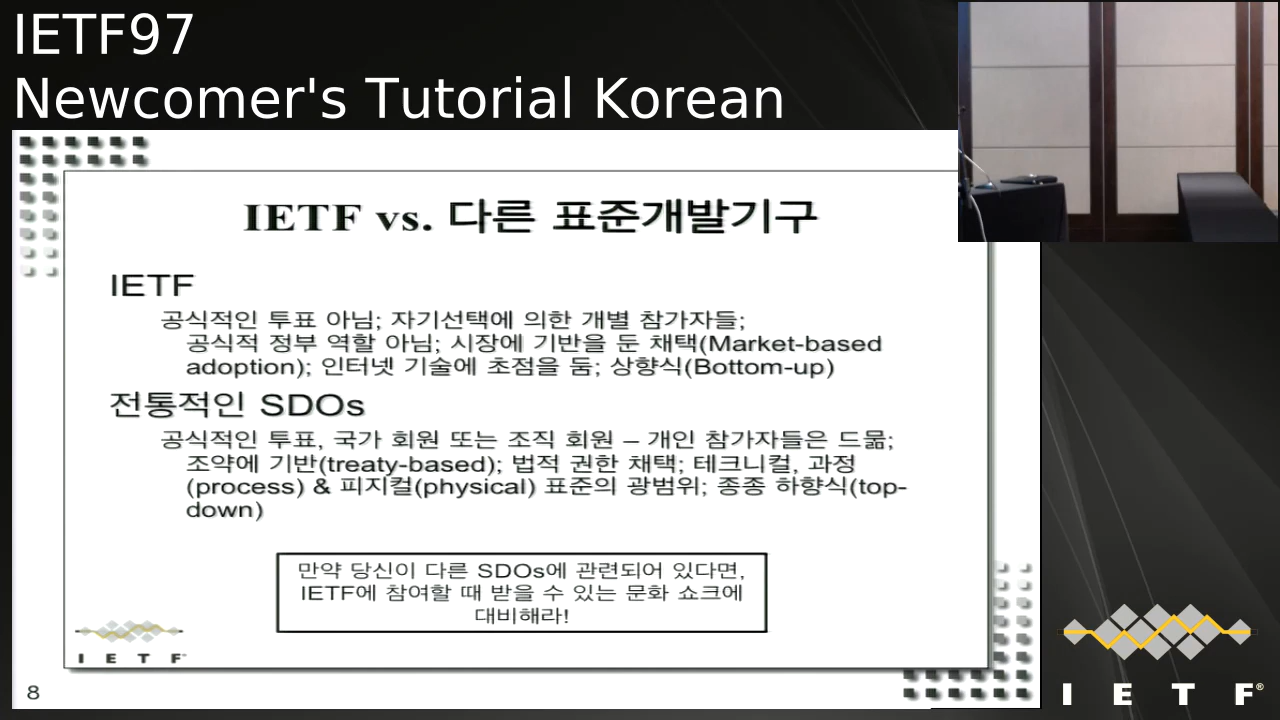 IETF97
Newcomer's Tutorial Korean
IETF vs. 다른 표준개발기구
IETF
공식적인 투표 아님; 자기선택에 의한 개별 참가자들;
공식적 정부 역할 아님; 시장에 기반을 둔 채택(Market-based
adoption); 인터넷 기술에 초점을 둠; 상향식(Bottom-up)
전통적인 SDOs
공식적인 투표, 국가 회원 또는 조직 회원 – 개인 참가자들은 드묾;
조약에 기반(treaty-based); 법적 권한 채택; 테크니컬, 과정
(process) & 피지컬(physical) 표준의 광범위; 종종 하향식(top-
down)
만약 당신이 다른 SDOs에 관련되어 있다면,
IETF에 참여할 때 받을 수 있는 문화 쇼크에
대비해라!
I E T F
8
I E T F®